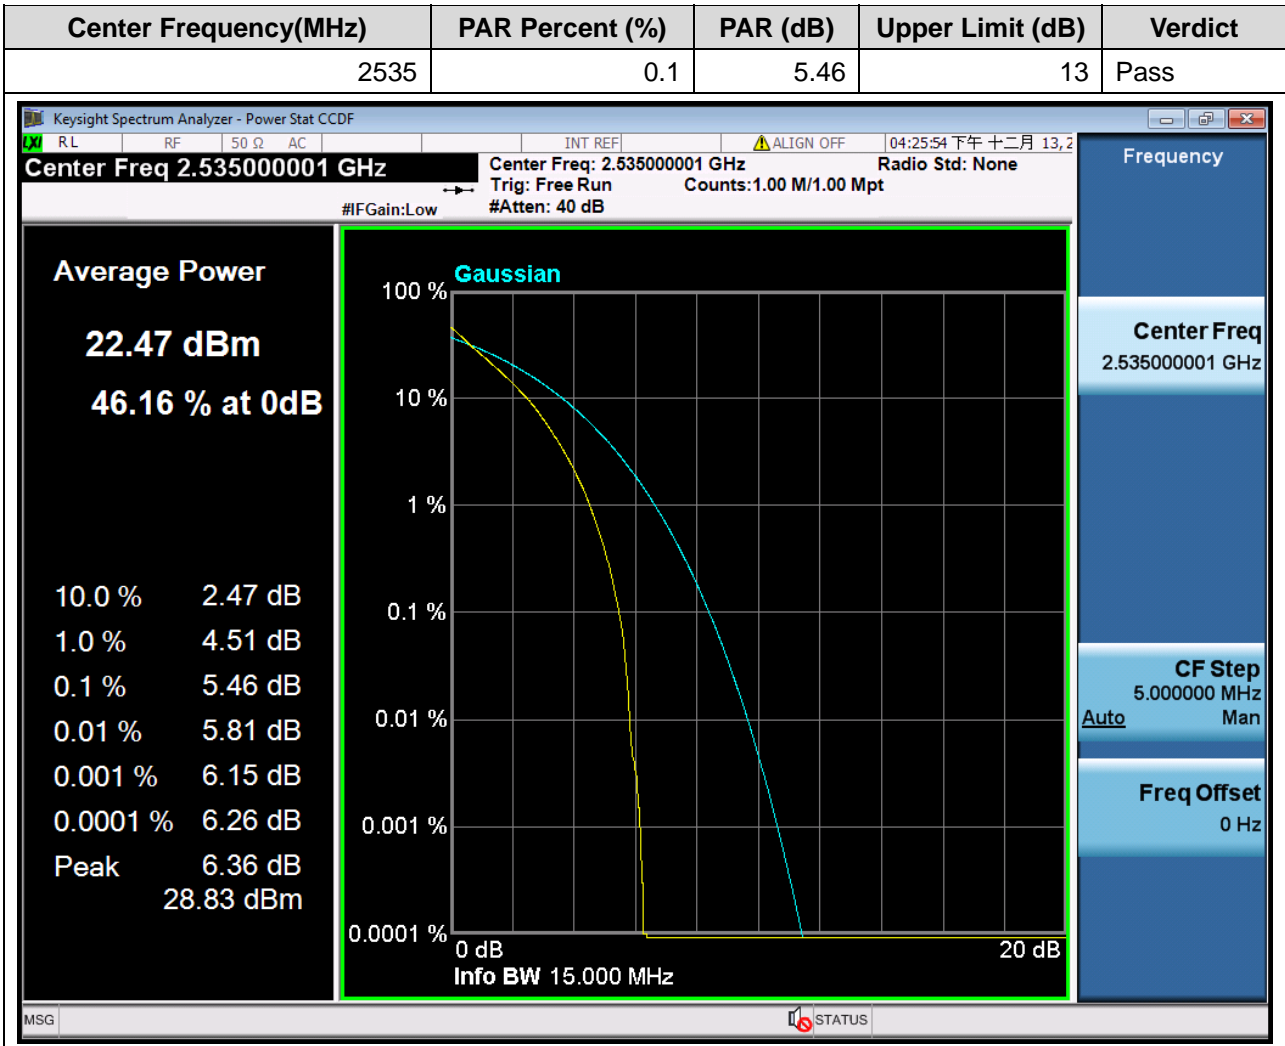 Center Frequency(MHz) PAR Percent (%) PAR (dB) Upper Limit (dB) Verdict
2535 0.1 5.46 13 Pass
Keysight Spectrum Analyzer - Power Stat CCDF
LXI RL RF 50 Ω AC INT REF ALIGN OFF 04:25:54 下午 十二月 13, 2
Center Freq 2.535000001 GHz
Center Freq: 2.535000001 GHz Radio Std: None
Trig: Free Run Counts:1.00 M/1.00 Mpt
#IFGain:Low #Atten: 40 dB
Frequency
Average Power
22.47 dBm
46.16 % at 0dB
10.0 % 2.47 dB
1.0 % 4.51 dB
0.1 % 5.46 dB
0.01 % 5.81 dB
0.001 % 6.15 dB
0.0001 % 6.26 dB
Peak 6.36 dB
28.83 dBm
Gaussian
100 %
10 %
1 %
0.1 %
0.01 %
0.001 %
0.0001 %
0 dB 20 dB
Info BW 15.000 MHz
Center Freq
2.535000001 GHz
CF Step
5.000000 MHz
Auto Man
Freq Offset
0 Hz
MSG STATUS